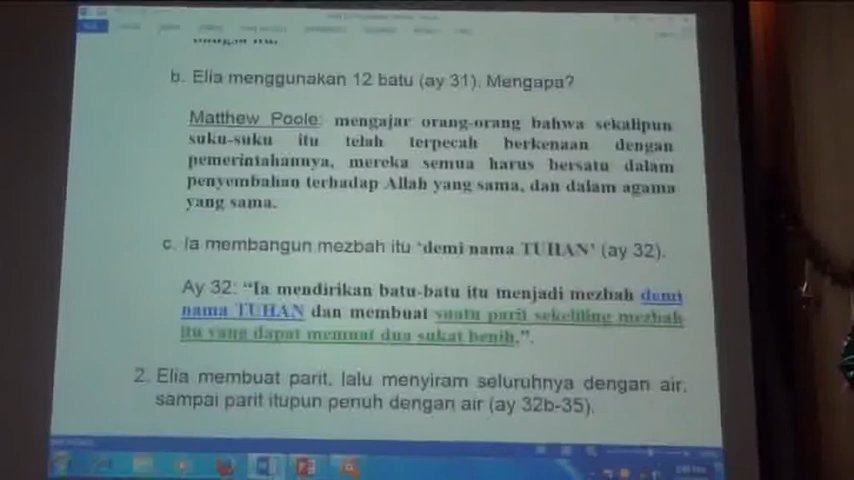 b. Elia menggunakan 12 batu (ay 31). Mengapa?
Matthew Poole: mengajar orang-orang bahwa sekalipun
suku-suku itu telah terpecah berkenaan dengan
pemerintahannya, mereka semua harus bersatu dalam
penyembahan terhadap Allah yang sama, dan dalam agama
yang sama.
c. Ia membangun mezbah itu ‘demi nama TUHAN’ (ay 32).
Ay 32: “Ia mendirikan batu-batu itu menjadi mezbah demi
nama TUHAN dan membuat suatu parit sekeliling mezbah
itu yang dapat memuat dua sukat benih.”.
2. Elia membuat parit, lalu menyiram seluruhnya dengan air,
sampai parit itupun penuh dengan air (ay 32b-35).